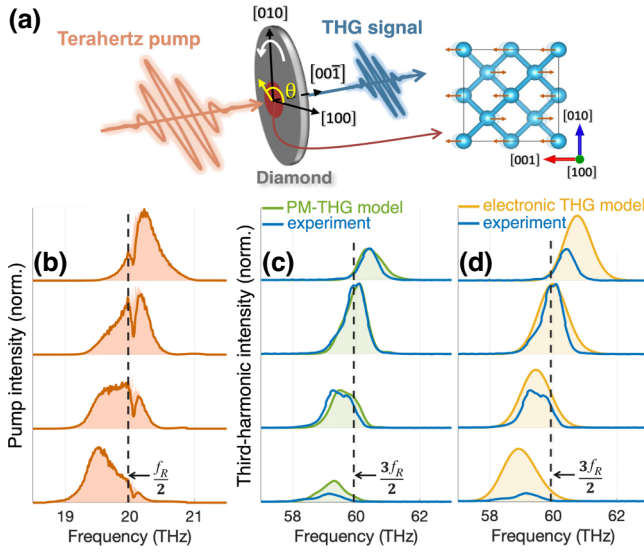 (a)
Terahertz pump
[010]
θ
THG signal
[001̄]
[100]
Diamond
[010]
[001]
[100]
(b)
Pump intensity (norm.)
f_R/2
19 20 21
Frequency (THz)
(c)
PM-THG model
experiment
Third-harmonic intensity (norm.)
3f_R/2
58 60 62
Frequency (THz)
(d)
electronic THG model
experiment
3f_R/2
58 60 62
Frequency (THz)